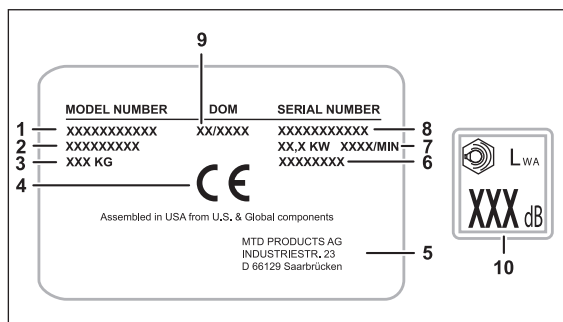 9
MODEL NUMBER DOM SERIAL NUMBER
1 XXXXXXXXXXX XX/XXXX XXXXXXXXXXX 8
2 XXXXXXXXX XX,X KW XXXX/MIN 7
3 XXX KG XXXXXXXX 6
4 CE
Assembled in USA from U.S. & Global components
MTD PRODUCTS AG
INDUSTRIESTR. 23 5
D 66129 Saarbrücken
LWA
XXX dB
10